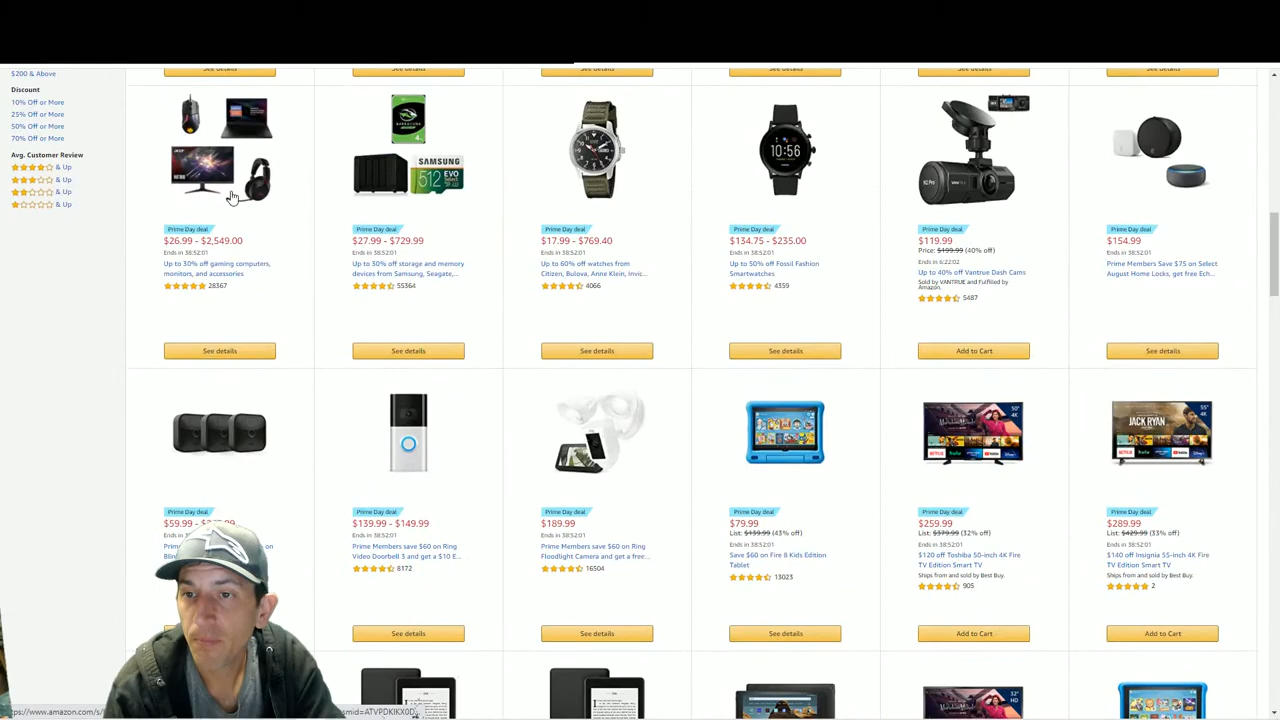 $200 & Above
Discount
10% Off or More
25% Off or More
50% Off or More
70% Off or More
Avg. Customer Review
& Up
& Up
& Up
& Up
See details
See details
See details
See details
See details
See details
Prime Day deal
$26.99 - $2,549.00
Ends in 38:52:01
Up to 30% off gaming computers,
monitors, and accessories
28367
See details
SAMSUNG
EVO
512
Prime Day deal
$27.99 - $729.99
Ends in 38:52:01
Up to 30% off storage and memory
devices from Samsung, Seagate,...
55364
See details
Prime Day deal
$17.99 - $769.40
Ends in 38:52:01
Up to 60% off watches from
Citizen, Bulova, Anne Klein, Invic...
4066
See details
10:56
Prime Day deal
$134.75 - $235.00
Ends in 38:52:01
Up to 50% off Fossil Fashion
Smartwatches
4359
See details
Prime Day deal
$119.99
Price: $199.99 (40% off)
Ends in 6:22:02
Up to 40% off Vantrue Dash Cams
Sold by VANTRUE and Fulfilled by
Amazon.
5487
Add to Cart
Prime Day deal
$154.99
Ends in 38:52:01
Prime Members Save $75 on Select
August Home Locks, get free Ech...
See details
Prime Day deal
$59.99 -
Ends in
Prim
on
Blin
Prime Day deal
$139.99 - $149.99
Ends in 38:52:01
Prime Members save $60 on Ring
Video Doorbell 3 and get a $10 E...
8172
See details
Prime Day deal
$189.99
Ends in 38:52:01
Prime Members save $60 on Ring
Floodlight Camera and get a free...
16504
See details
Prime Day deal
$79.99
List: $139.99 (43% off)
Ends in 38:52:01
Save $60 on Fire 8 Kids Edition
Tablet
13023
See details
50"
4K
Prime Day deal
$259.99
List: $379.99 (32% off)
Ends in 38:52:01
$120 off Toshiba 50-inch 4K Fire
TV Edition Smart TV
Ships from and sold by Best Buy.
905
Add to Cart
55"
4K
JACK RYAN
Prime Day deal
$289.99
List: $429.99 (33% off)
Ends in 38:52:01
$140 off Insignia 55-inch 4K Fire
TV Edition Smart TV
Ships from and sold by Best Buy.
2
Add to Cart
32"
HD